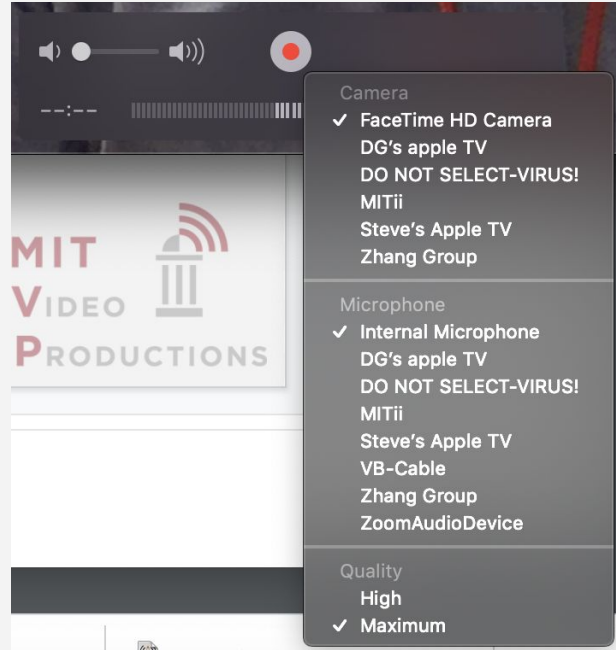 --:--
Camera
✓ FaceTime HD Camera
DG's apple TV
DO NOT SELECT-VIRUS!
MITii
Steve's Apple TV
Zhang Group
Microphone
✓ Internal Microphone
DG's apple TV
DO NOT SELECT-VIRUS!
MITii
Steve's Apple TV
VB-Cable
Zhang Group
ZoomAudioDevice
Quality
High
✓ Maximum
MIT
VIDEO
PRODUCTIONS